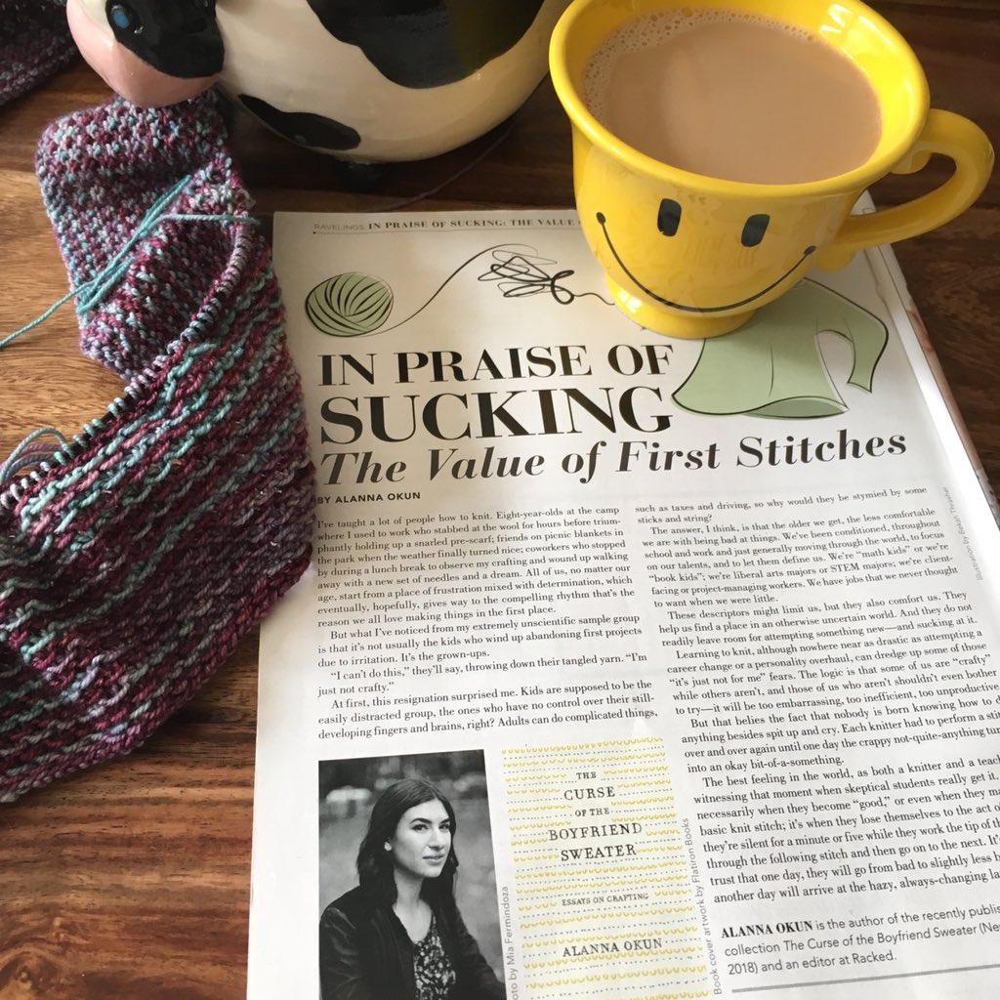 RAVELINGS IN PRAISE OF SUCKING: THE VALUE
IN PRAISE OF
SUCKING
The Value of First Stitches
BY ALANNA OKUN
I've taught a lot of people how to knit. Eight-year-olds at the camp
where I used to work who stabbed at the wool for hours before trium-
phantly holding up a snarled pre-scarf; friends on picnic blankets in
the park when the weather finally turned nice; coworkers who stopped
by during a lunch break to observe my crafting and wound up walking
away with a new set of needles and a dream. All of us, no matter our
age, start from a place of frustration mixed with determination, which
eventually, hopefully, gives way to the compelling rhythm that's the
reason we all love making things in the first place.
But what I've noticed from my extremely unscientific sample group
is that it's not usually the kids who wind up abandoning first projects
due to irritation. It's the grown-ups.
"I can't do this," they'll say, throwing down their tangled yarn. "I'm
just not crafty."
At first, this resignation surprised me. Kids are supposed to be the
easily distracted group, the ones who have no control over their still-
developing fingers and brains, right? Adults can do complicated things,
such as taxes and driving, so why would they be stymied by some
sticks and string?
The answer, I think, is that the older we get, the less comfortable
we are with being bad at things. We've been conditioned, throughout
school and work and just generally moving through the world, to focus
on our talents, and to let them define us. We're "math kids" or we're
"book kids"; we're liberal arts majors or STEM majors; we're client-
facing or project-managing workers. We have jobs that we never thought
to want when we were little.
These descriptors might limit us, but they also comfort us. They
help us find a place in an otherwise uncertain world. And they do not
readily leave room for attempting something new—and sucking at it.
Learning to knit, although nowhere near as drastic as attempting a
career change or a personality overhaul, can dredge up some of those
"it's just not for me" fears. The logic is that some of us are "crafty"
while others aren't, and those of us who aren't shouldn't even bother
to try—it will be too embarrassing, too inefficient, too unproductive
But that belies the fact that nobody is born knowing how to
anything besides spit up and cry. Each knitter had to perform a
over and over again until one day the crappy not-quite-anything
into an okay bit-of-a-something.
The best feeling in the world, as both a knitter and a
witnessing that moment when skeptical students really get it.
necessarily when they become "good," or even when they
basic knit stitch; it's when they lose themselves to the act
they're silent for a minute or five while they work the tip of
through the following stitch and then go on to the next.
trust that one day, they will go from bad to slightly less
another day will arrive at the hazy, always-changing
ALANNA OKUN is the author of the recently
collection The Curse of the Boyfriend Sweater
2018) and an editor at Racked.
THE
CURSE
OF THE
BOYFRIEND
SWEATER
ESSAYS ON CRAFTING
ALANNA OKUN
by Mia Fermindoza
Book cover artwork by Flatiron Books
Illustration by